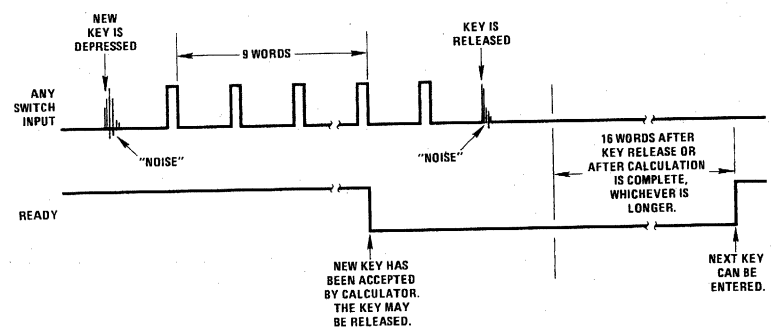 NEW
KEY IS
DEPRESSED
9 WORDS
KEY IS
RELEASED
ANY
SWITCH
INPUT
"NOISE"
"NOISE"
16 WORDS AFTER
KEY RELEASE OR
AFTER CALCULATION
IS COMPLETE,
WHICHEVER IS
LONGER.
READY
NEW KEY HAS
BEEN ACCEPTED
BY CALCULATOR.
THE KEY MAY
BE RELEASED.
NEXT KEY
CAN BE
ENTERED.